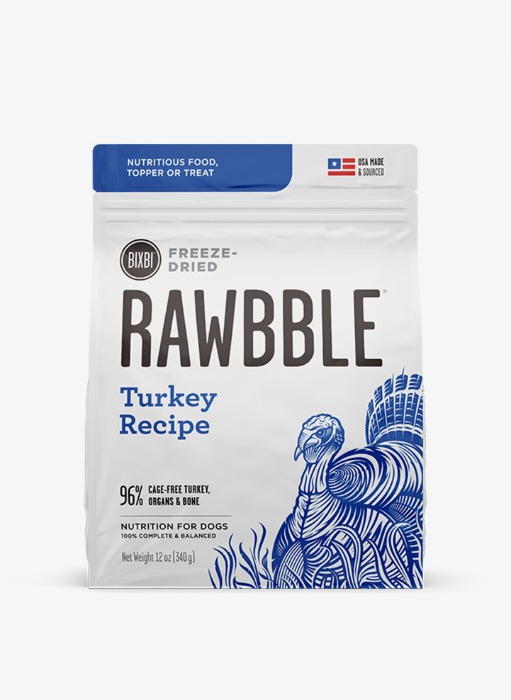 NUTRITIOUS FOOD,
TOPPER OR TREAT
USA MADE
& SOURCED
BIXBI
FREEZE-
DRIED
RAWBBLE
Turkey
Recipe
96% CAGE-FREE TURKEY,
ORGANS & BONE
NUTRITION FOR DOGS
100% COMPLETE & BALANCED
Net Weight 12 oz (340g)